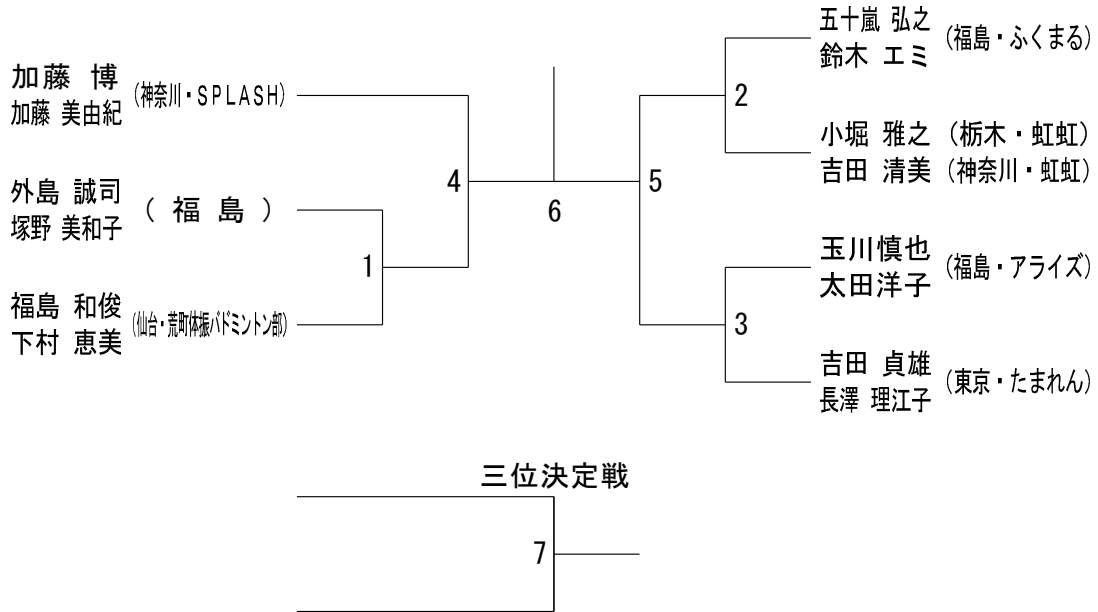 加藤 博
加藤 美由紀
(神奈川・SPLASH)
外島 誠司
塚野 美和子
( 福 島 )
福島 和俊
下村 恵美
(仙台・荒町体振バドミントン部)
1
4
6
5
2
3
五十嵐 弘之
鈴木 エミ
(福島・ふくまる)
小堀 雅之 (栃木・虹虹)
吉田 清美 (神奈川・虹虹)
玉川慎也
太田洋子
(福島・アライズ)
吉田 貞雄
長澤 理江子
(東京・たまれん)
三位決定戦
7